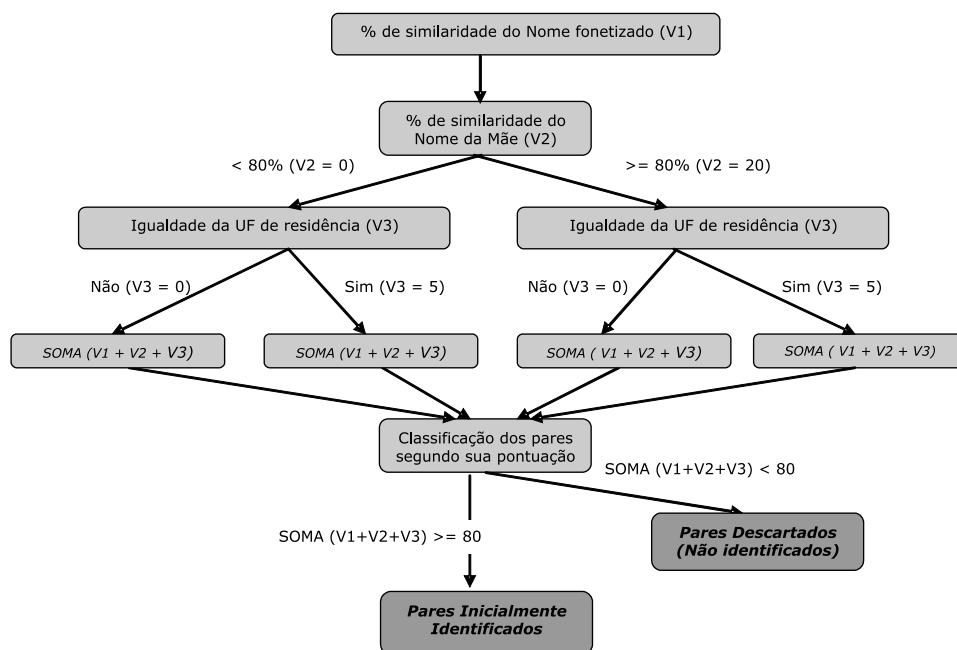 % de similaridade do Nome fonetizado (V1)
% de similaridade do
Nome da Mãe (V2)
< 80% (V2 = 0)
>= 80% (V2 = 20)
Igualdade da UF de residência (V3)
Igualdade da UF de residência (V3)
Não (V3 = 0)
Sim (V3 = 5)
Não (V3 = 0)
Sim (V3 = 5)
SOMA (V1 + V2 + V3)
SOMA (V1 + V2 + V3)
SOMA ( V1 + V2 + V3)
SOMA ( V1 + V2 + V3)
Classificação dos pares
segundo sua pontuação
SOMA (V1+V2+V3) < 80
SOMA (V1+V2+V3) >= 80
Pares Descartados
(Não identificados)
Pares Inicialmente
Identificados